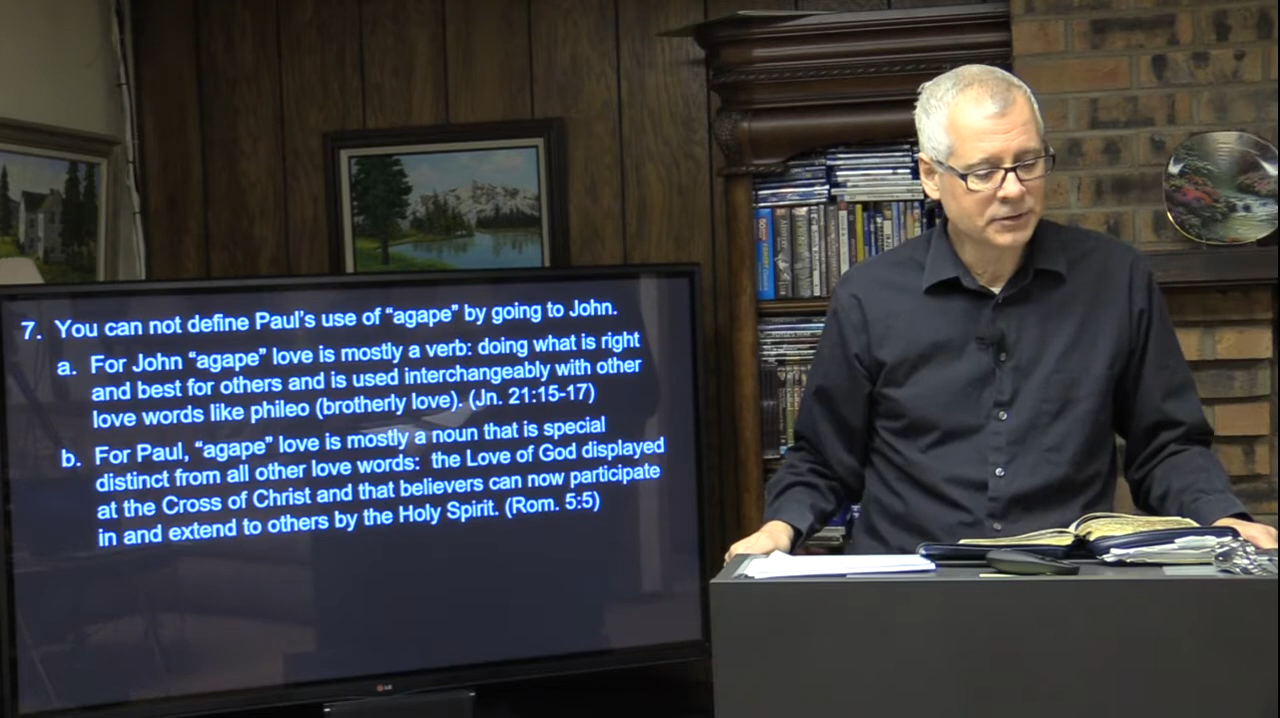 7. You can not define Paul's use of "agape" by going to John.
a. For John "agape" love is mostly a verb: doing what is right
and best for others and is used interchangeably with other
love words like phileo (brotherly love). (Jn. 21:15-17)
b. For Paul, "agape" love is mostly a noun that is special
distinct from all other love words: the Love of God displayed
at the Cross of Christ and that believers can now participate
in and extend to others by the Holy Spirit. (Rom. 5:5)
LG